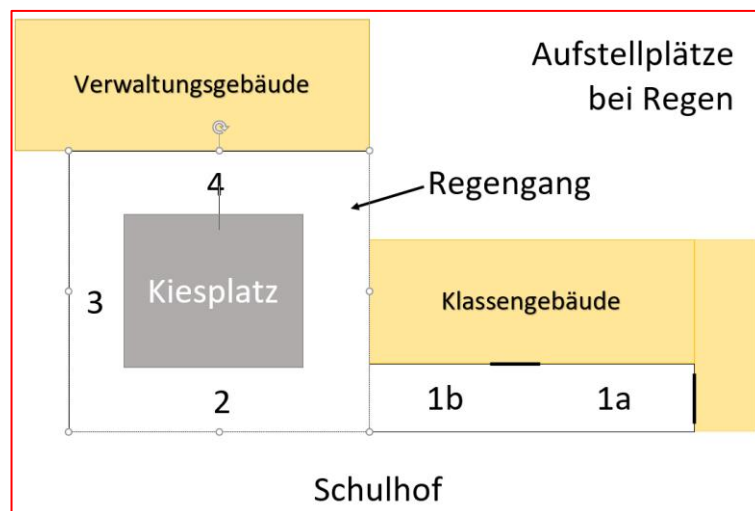 Aufstellplätze
bei Regen
Verwaltungsgebäude
4
Regengang
3
Kiesplatz
Klassengebäude
2
1b
1a
Schulhof